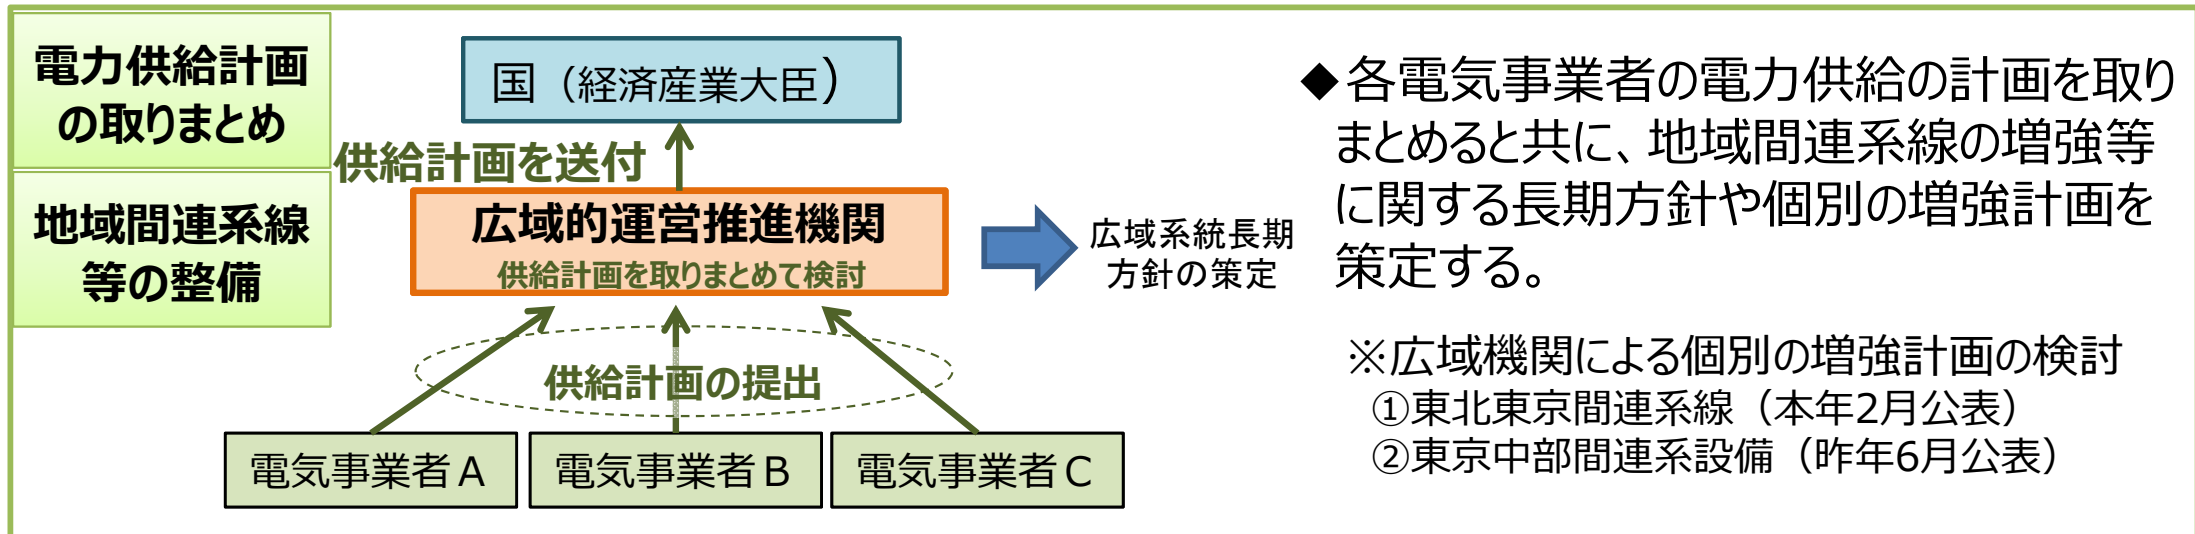 電力供給計画
の取りまとめ
地域間連系線
等の整備
国（経済産業大臣）
供給計画を送付
広域的運営推進機関
供給計画を取りまとめて検討
広域系統長期
方針の策定
供給計画の提出
電気事業者A
電気事業者B
電気事業者C
◆各電気事業者の電力供給の計画を取り
まとめると共に、地域間連系線の増強等
に関する長期方針や個別の増強計画を
策定する。
※広域機関による個別の増強計画の検討
①東北東京間連系線（本年2月公表）
②東京中部間連系設備（昨年6月公表）